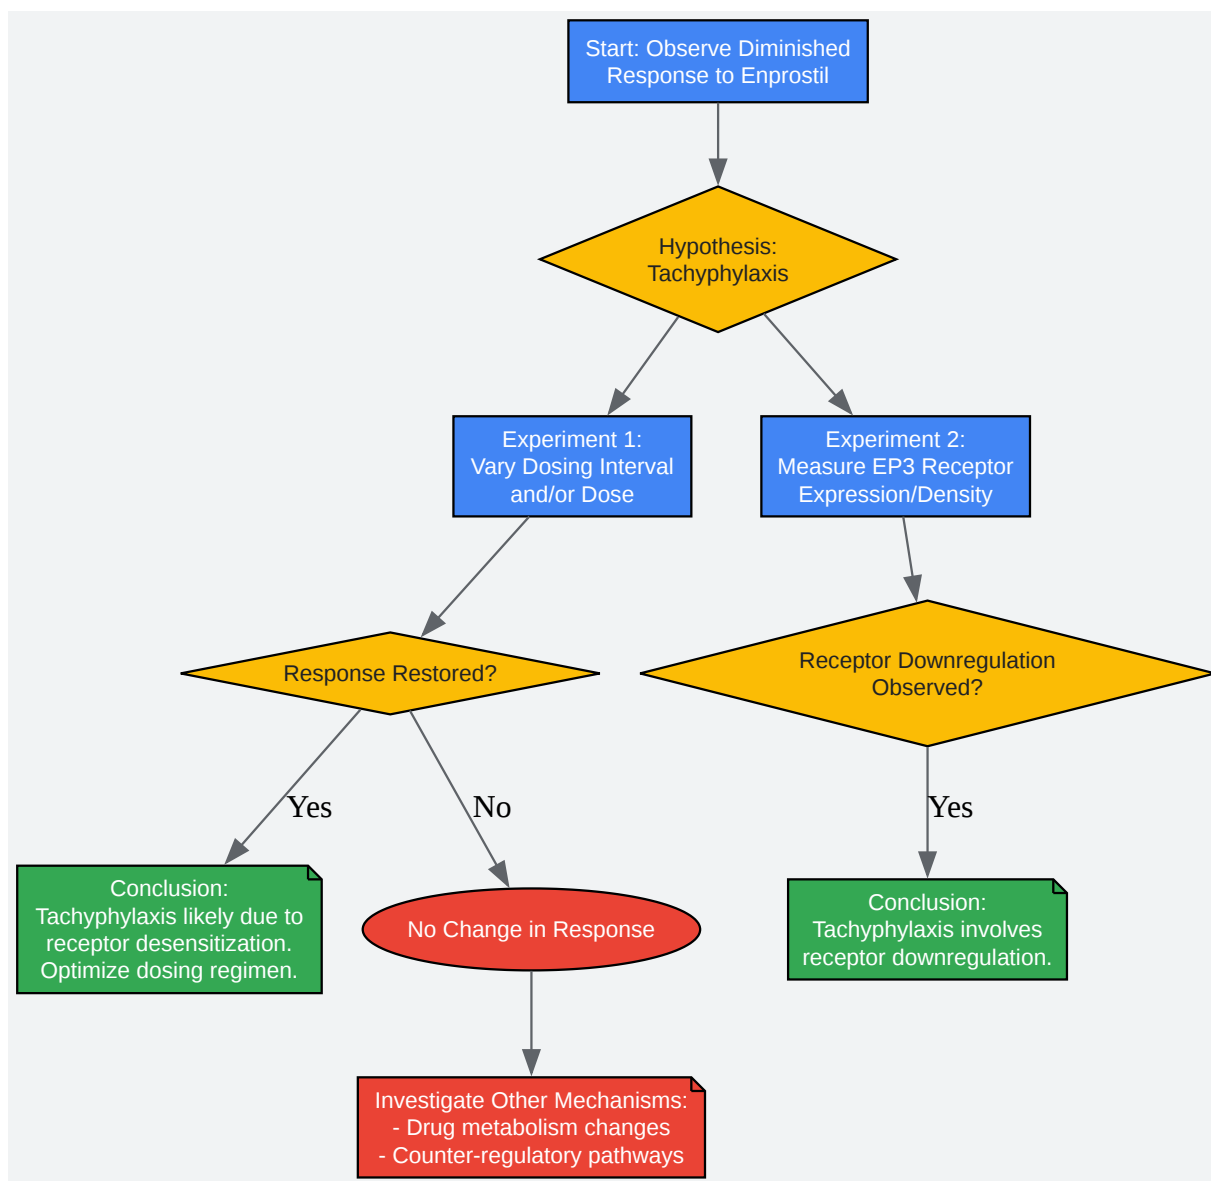 Start: Observe Diminished
Response to Enprostil
Hypothesis:
Tachyphylaxis
Experiment 1:
Vary Dosing Interval
and/or Dose
Experiment 2:
Measure EP3 Receptor
Expression/Density
Response Restored?
Receptor Downregulation
Observed?
Yes
No
Yes
Conclusion:
Tachyphylaxis likely due to
receptor desensitization.
Optimize dosing regimen.
No Change in Response
Conclusion:
Tachyphylaxis involves
receptor downregulation.
Investigate Other Mechanisms:
- Drug metabolism changes
- Counter-regulatory pathways